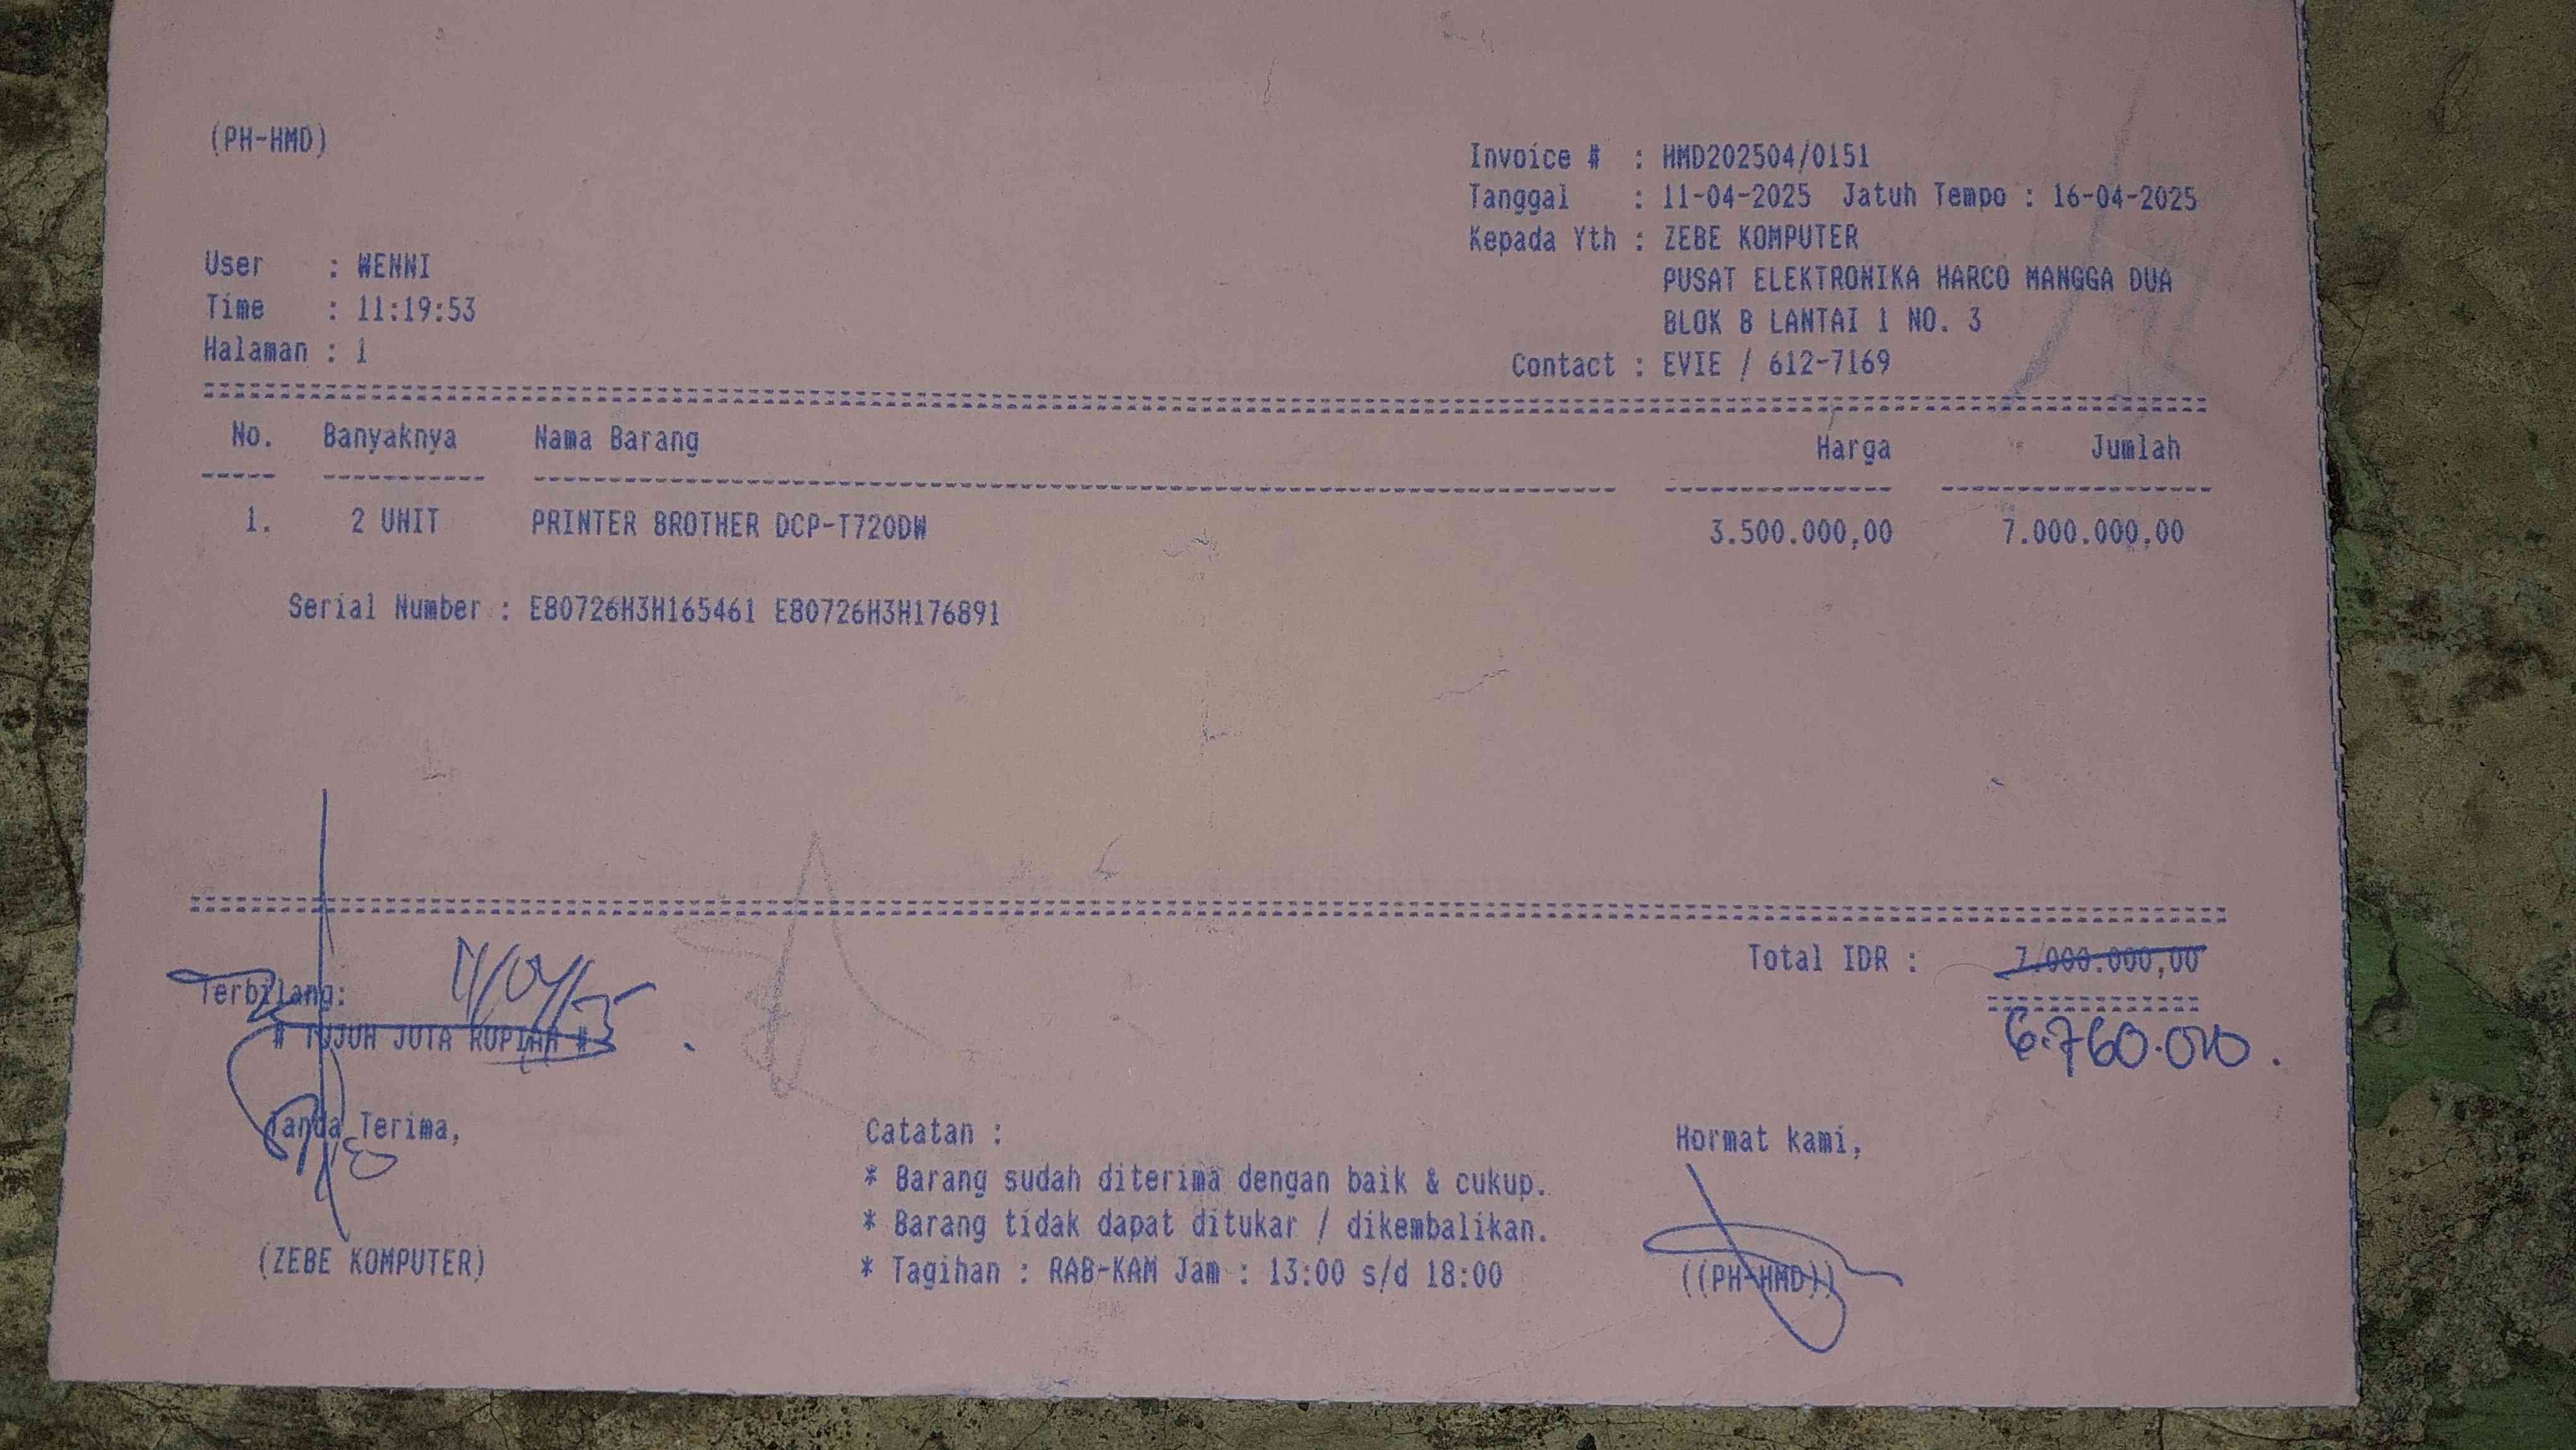 (PH-HMD)
Invoice # : HMD202504/0151
Tanggal : 11-04-2025 Jatuh Tempo : 16-04-2025
Kepada Yth : ZEBE KOMPUTER
PUSAT ELEKTRONIKA HARCO MANGGA DUA
BLOK B LANTAI 1 NO. 3
Contact : EVIE / 612-7169
User : WENNI
Time : 11:19:53
Halaman : 1
No. Banyaknya Nama Barang Harga Jumlah
1. 2 UNIT PRINTER BROTHER DCP-T720DW 3.500.000,00 7.000.000,00
Serial Number : E80726H3H165461 E80726H3H176891
Total IDR : 7.000.000,00
6.760.000.
Terbilang:
# TUJUH JUTA RUPIAH #
Tanda Terima,
(ZEBE KOMPUTER)
Catatan :
* Barang sudah diterima dengan baik & cukup.
* Barang tidak dapat ditukar / dikembalikan.
* Tagihan : RAB-KAM Jam : 13:00 s/d 18:00
Hormat kami,
((PH-HMD))